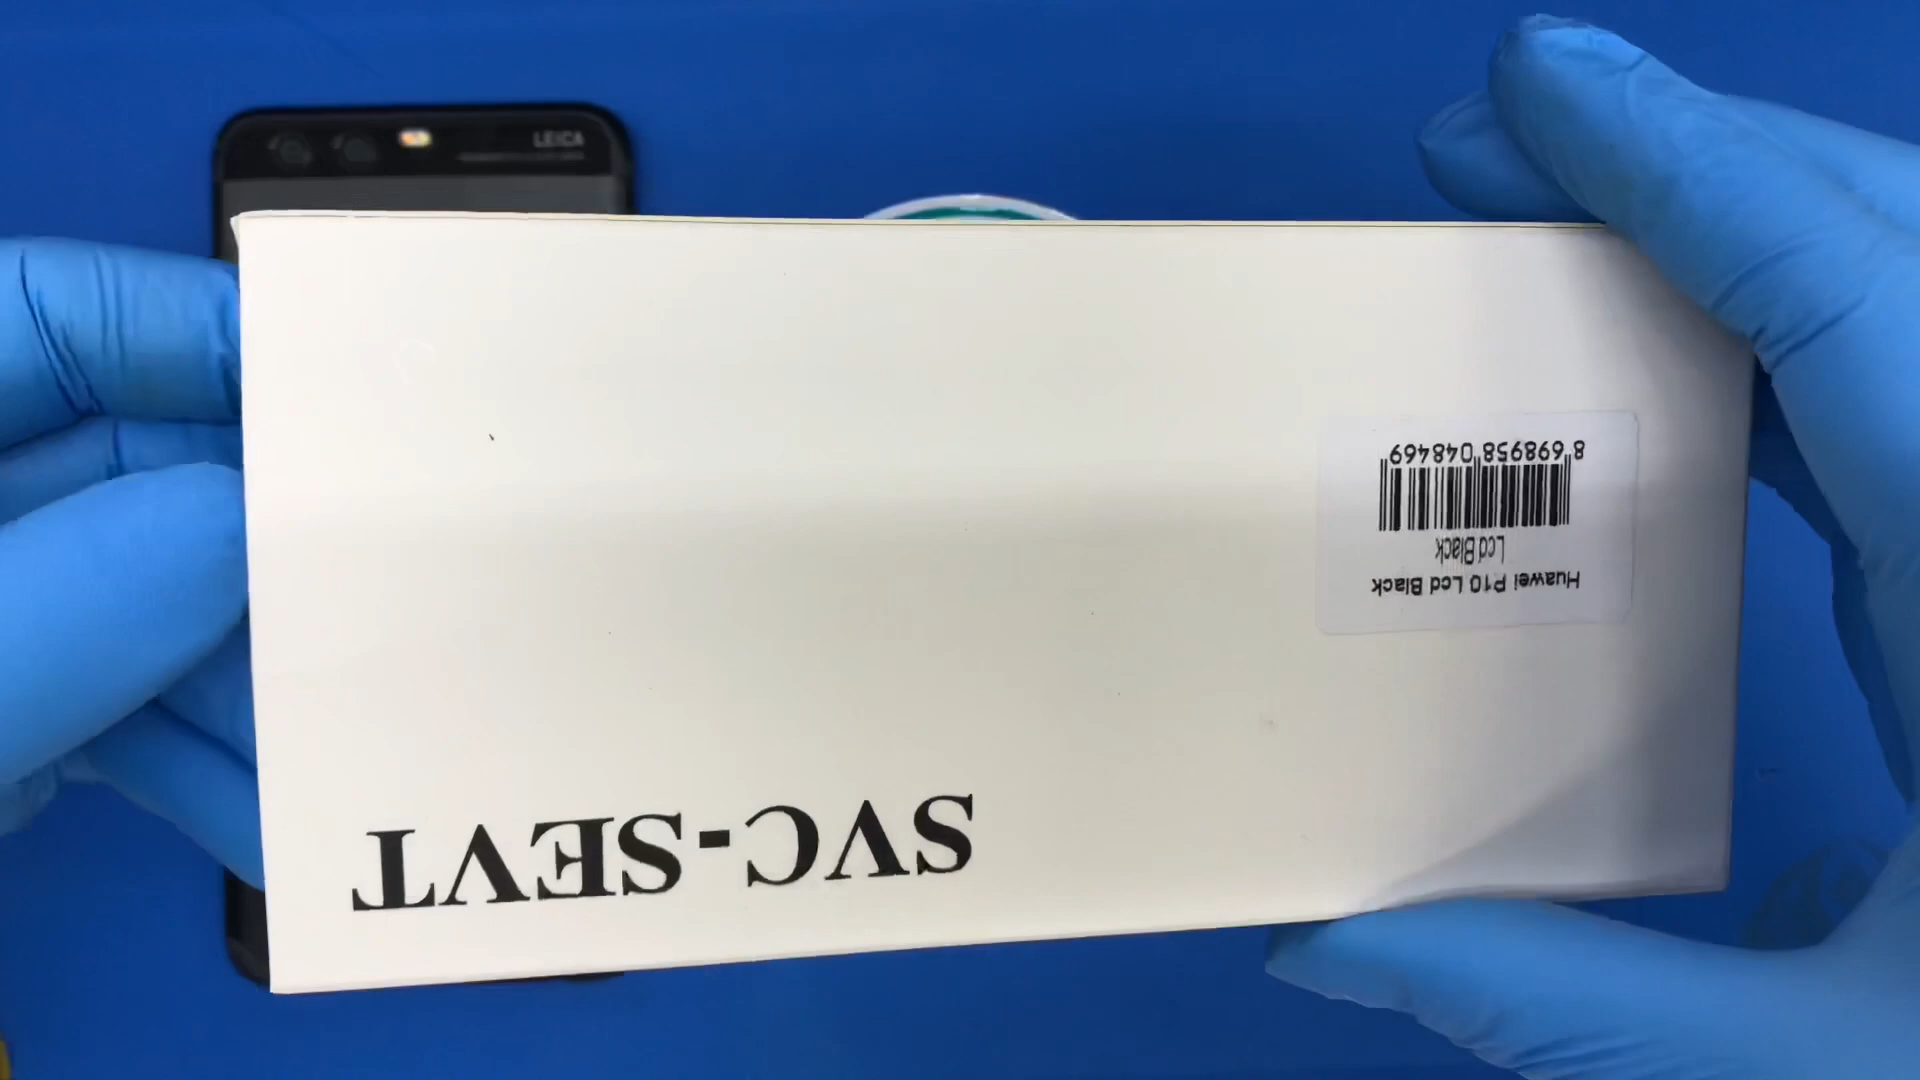 LEICA
Huawei P10 Lcd Black
Lcd Black
8 698958 048469
SVC-SEVT